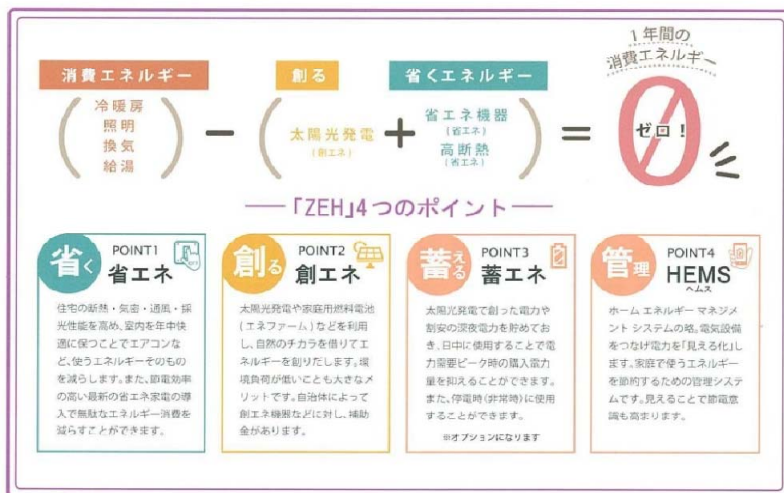 1年間の
消費エネルギー
消費エネルギー
創る
省くエネルギー
冷暖房
照明
換気
給湯
太陽光発電
(創エネ)
省エネ機器
(省エネ)
高断熱
(省エネ)
− + =
0
ゼロ!
「ZEH」4つのポイント
省く
POINT1
省エネ
住宅の断熱・気密・通風・採
光性能を高め、室内を年中快
適に保つことでエアコンな
ど、使うエネルギーそのもの
を減らします。また、節電効率
の高い最新の省エネ家電の導
入で無駄なエネルギー消費を
減らすことができます。
創る
POINT2
創エネ
太陽光発電や家庭用燃料電池
(エネファーム)などを利用
し、自然のチカラを借りてエ
ネルギーを創りだします。環
境負荷が低いことも大きなメ
リットです。自治体によって
創エネ機器などに対し、補助
金があります。
蓄える
POINT3
蓄エネ
太陽光発電で創った電力や
割安の深夜電力を貯めてお
き、日中に使用することで電
力需要ピーク時の購入電力
量を抑えることができます。
また、停電時(非常時)に使用
することができます。
※オプションになります
管理
POINT4
HEMS
ヘムス
ホーム エネルギー マネジメ
ント システムの略。電気設備
をつなげ電力を「見える化」し
ます。家庭で使うエネルギー
を節約するための管理システ
ムです。見えることで節電意
識も高まります。